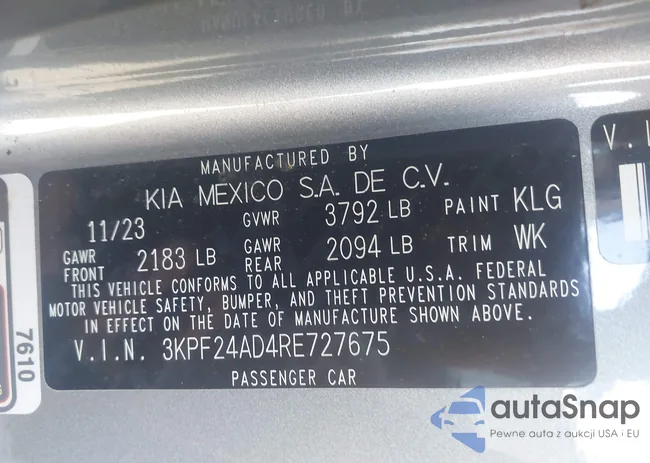 MANUFACTURED BY
KIA MEXICO S.A. DE C.V.
11/23 GVWR 3792 LB PAINT KLG
GAWR FRONT 2183 LB GAWR REAR 2094 LB TRIM WK
THIS VEHICLE CONFORMS TO ALL APPLICABLE U.S.A. FEDERAL
MOTOR VEHICLE SAFETY, BUMPER, AND THEFT PREVENTION STANDARDS
IN EFFECT ON THE DATE OF MANUFACTURE SHOWN ABOVE.
V.I.N. 3KPF24AD4RE727675
PASSENGER CAR
7610
V.I
autaSnap
Pewne auta z aukcji USA i EU